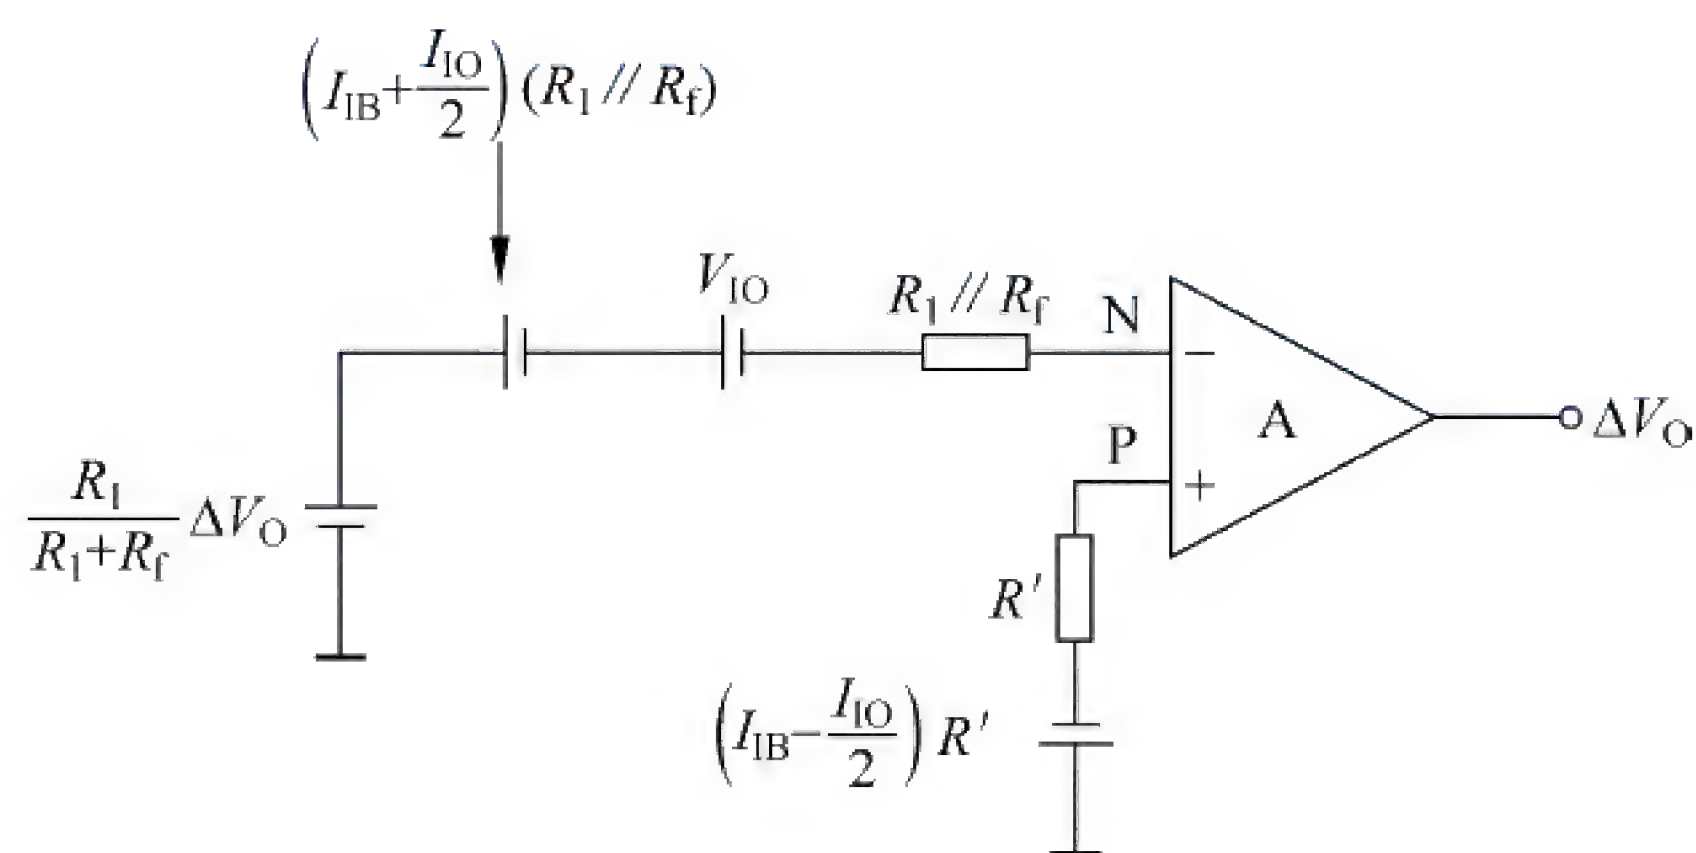 (I_IB+I_IO/2)(R_1 // R_f)
V_IO
R_1 // R_f
N
−
A
ΔV_O
P
+
R_1/(R_1+R_f) ΔV_O
R′
(I_IB−I_IO/2) R′